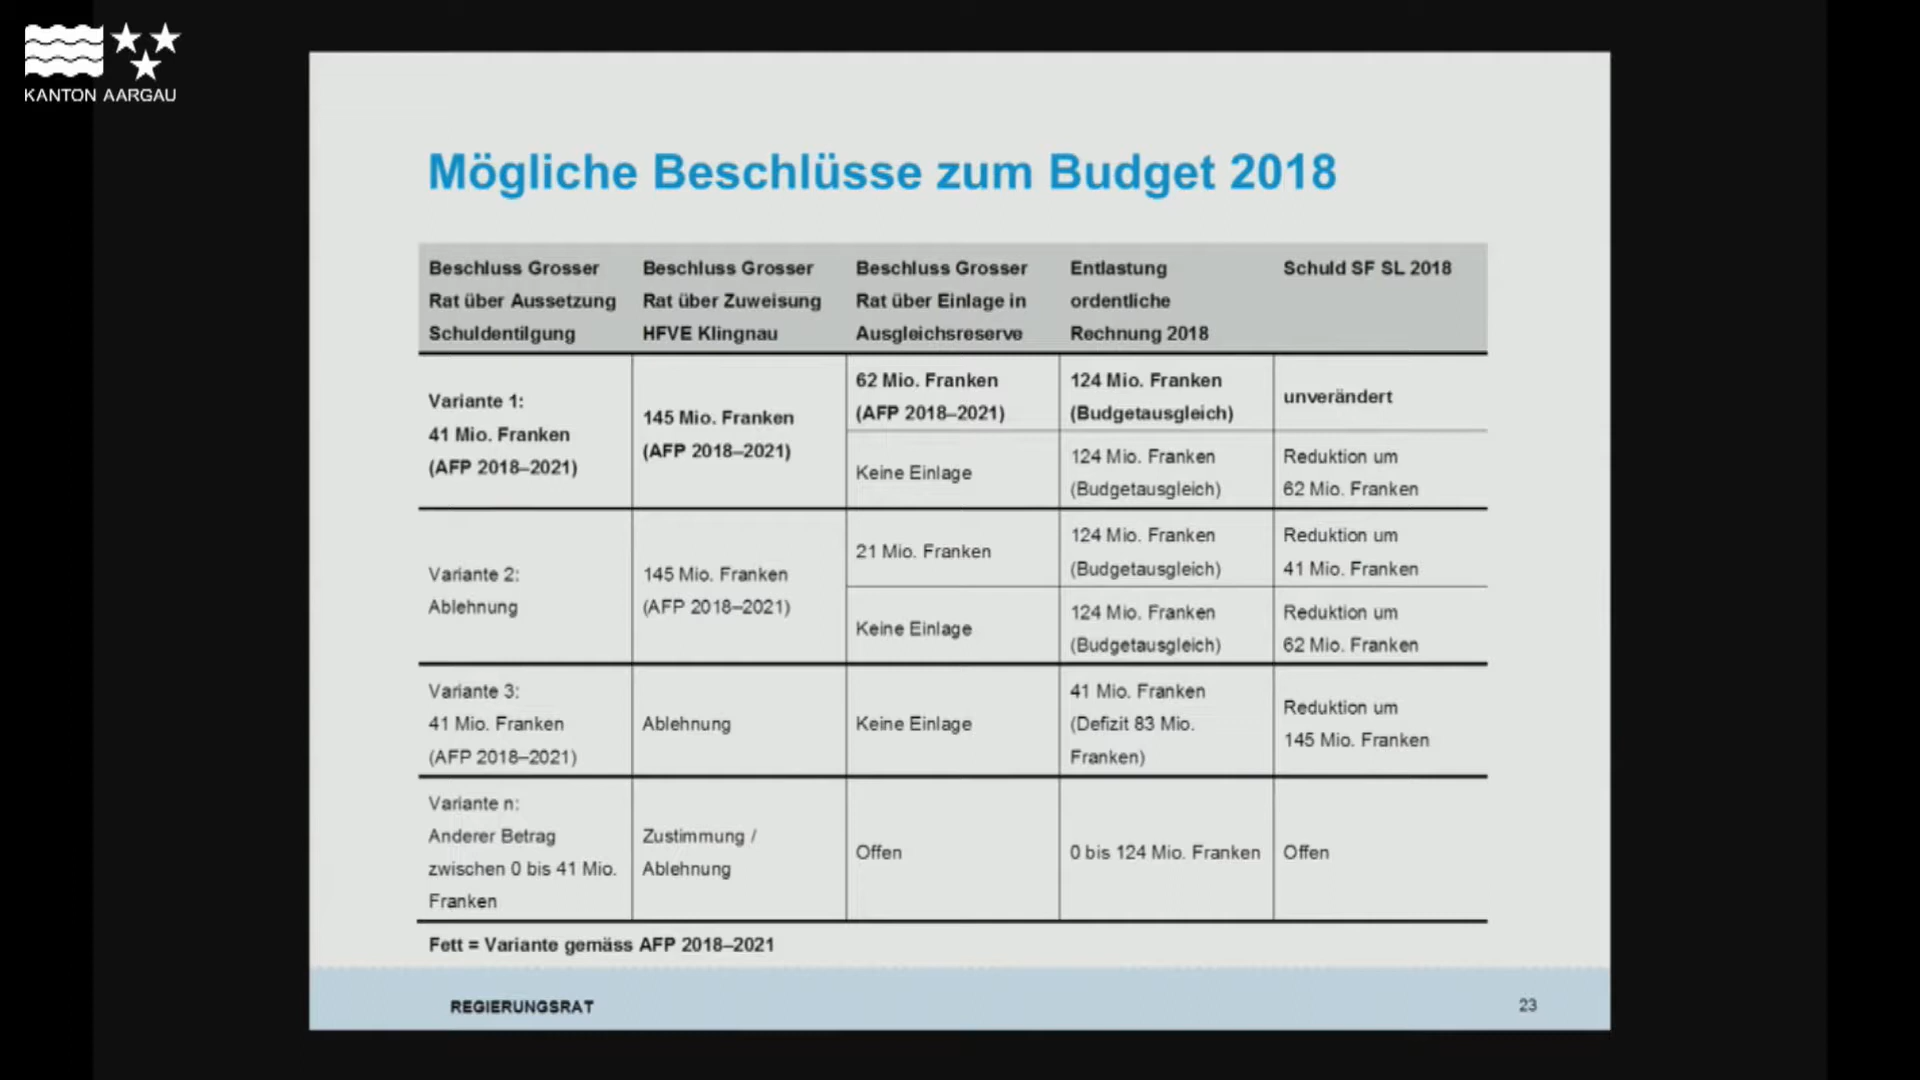 KANTON AARGAU
Mögliche Beschlüsse zum Budget 2018
Beschluss Grosser
Rat über Aussetzung
Schuldentilgung
Beschluss Grosser
Rat über Zuweisung
HFVE Klingnau
Beschluss Grosser
Rat über Einlage in
Ausgleichsreserve
Entlastung
ordentliche
Rechnung 2018
Schuld SF SL 2018
Variante 1:
41 Mio. Franken
(AFP 2018–2021)
145 Mio. Franken
(AFP 2018–2021)
62 Mio. Franken
(AFP 2018–2021)
124 Mio. Franken
(Budgetausgleich)
unverändert
Keine Einlage
124 Mio. Franken
(Budgetausgleich)
Reduktion um
62 Mio. Franken
Variante 2:
Ablehnung
145 Mio. Franken
(AFP 2018–2021)
21 Mio. Franken
124 Mio. Franken
(Budgetausgleich)
Reduktion um
41 Mio. Franken
Keine Einlage
124 Mio. Franken
(Budgetausgleich)
Reduktion um
62 Mio. Franken
Variante 3:
41 Mio. Franken
(AFP 2018–2021)
Ablehnung
Keine Einlage
41 Mio. Franken
(Defizit 83 Mio.
Franken)
Reduktion um
145 Mio. Franken
Variante n:
Anderer Betrag
zwischen 0 bis 41 Mio.
Franken
Zustimmung /
Ablehnung
Offen
0 bis 124 Mio. Franken
Offen
Fett = Variante gemäss AFP 2018–2021
REGIERUNGSRAT
23